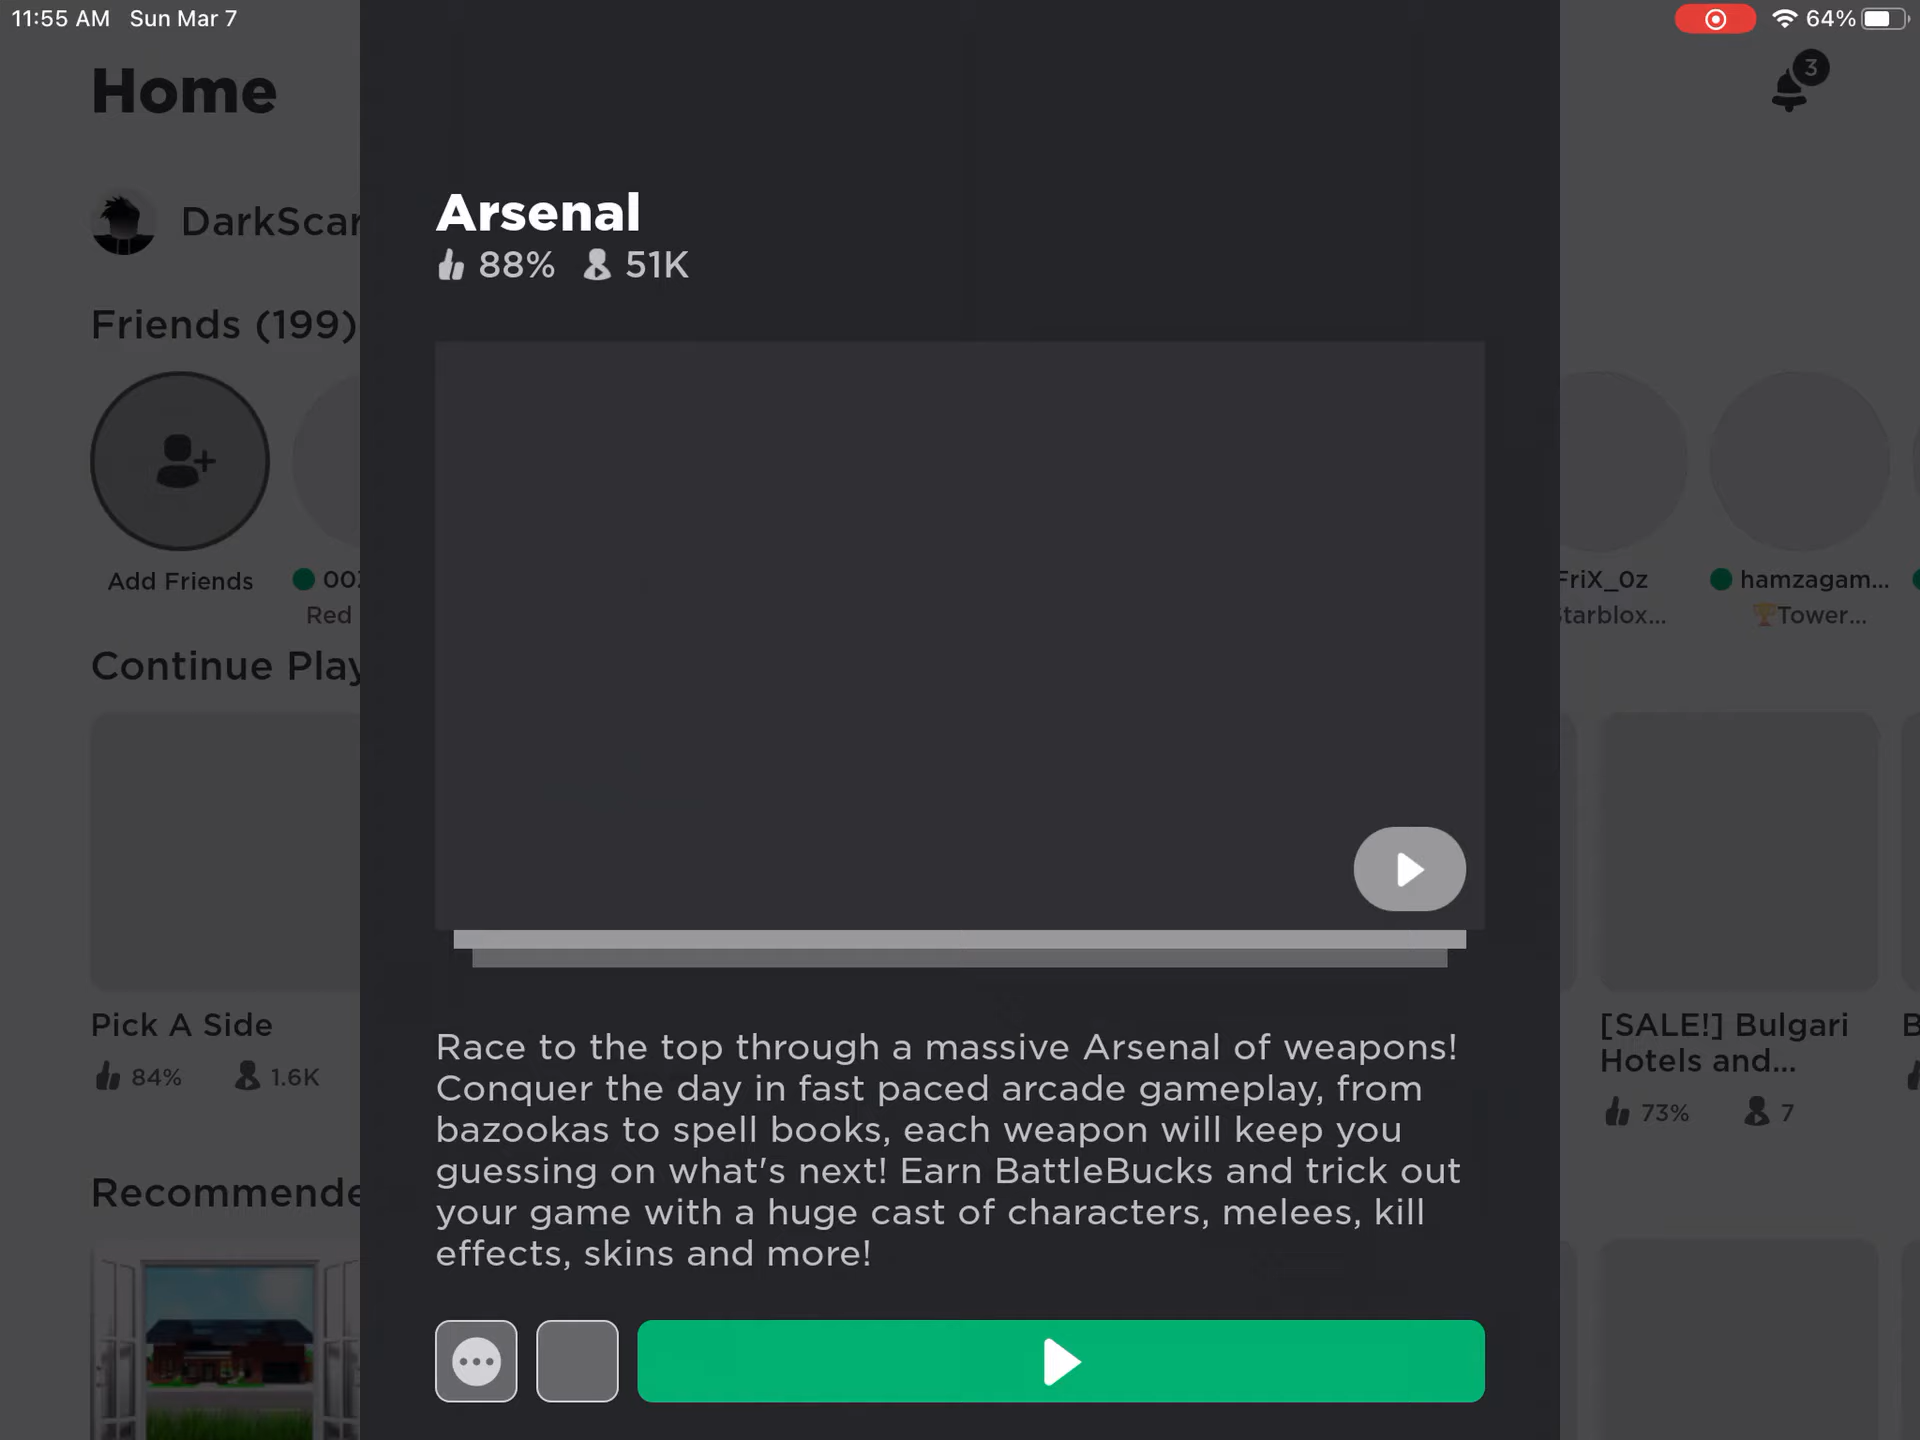 11:55 AM Sun Mar 7
64%
Home
3
DarkScar
Friends (199)
Add Friends
002
Red
FriX_0z
Starblox...
hamzagam...
🏆Tower...
Continue Play
Pick A Side
84% 1.6K
[SALE!] Bulgari
Hotels and...
73% 7
Recommende
Arsenal
88% 51K
Race to the top through a massive Arsenal of weapons!
Conquer the day in fast paced arcade gameplay, from
bazookas to spell books, each weapon will keep you
guessing on what's next! Earn BattleBucks and trick out
your game with a huge cast of characters, melees, kill
effects, skins and more!